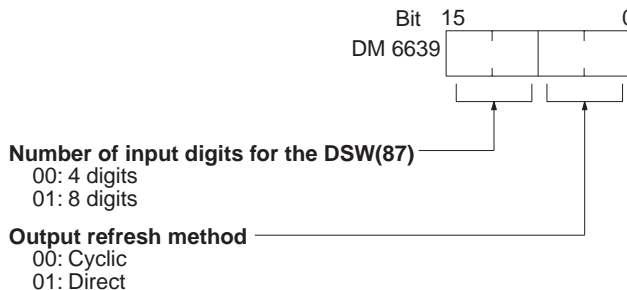 Bit 15 0
DM 6639
Number of input digits for the DSW(87)
00: 4 digits
01: 8 digits
Output refresh method
00: Cyclic
01: Direct